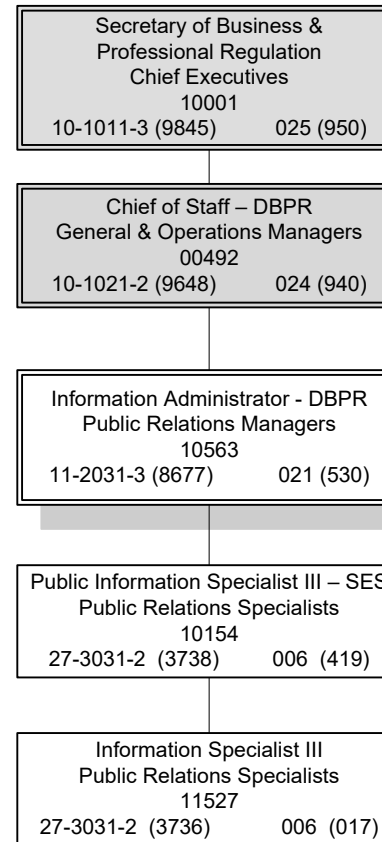 Secretary of Business &
Professional Regulation
Chief Executives
10001
10-1011-3 (9845) 025 (950)
Chief of Staff – DBPR
General & Operations Managers
00492
10-1021-2 (9648) 024 (940)
Information Administrator - DBPR
Public Relations Managers
10563
11-2031-3 (8677) 021 (530)
Public Information Specialist III – SES
Public Relations Specialists
10154
27-3031-2 (3738) 006 (419)
Information Specialist III
Public Relations Specialists
11527
27-3031-2 (3736) 006 (017)